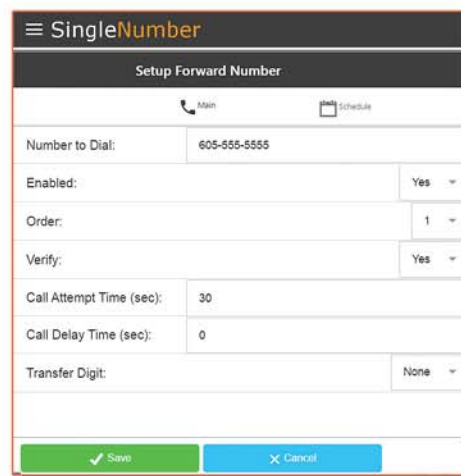 SingleNumber
Setup Forward Number
Main Schedule
Number to Dial: 605-555-5555
Enabled: Yes
Order: 1
Verify: Yes
Call Attempt Time (sec): 30
Call Delay Time (sec): 0
Transfer Digit: None
Save Cancel